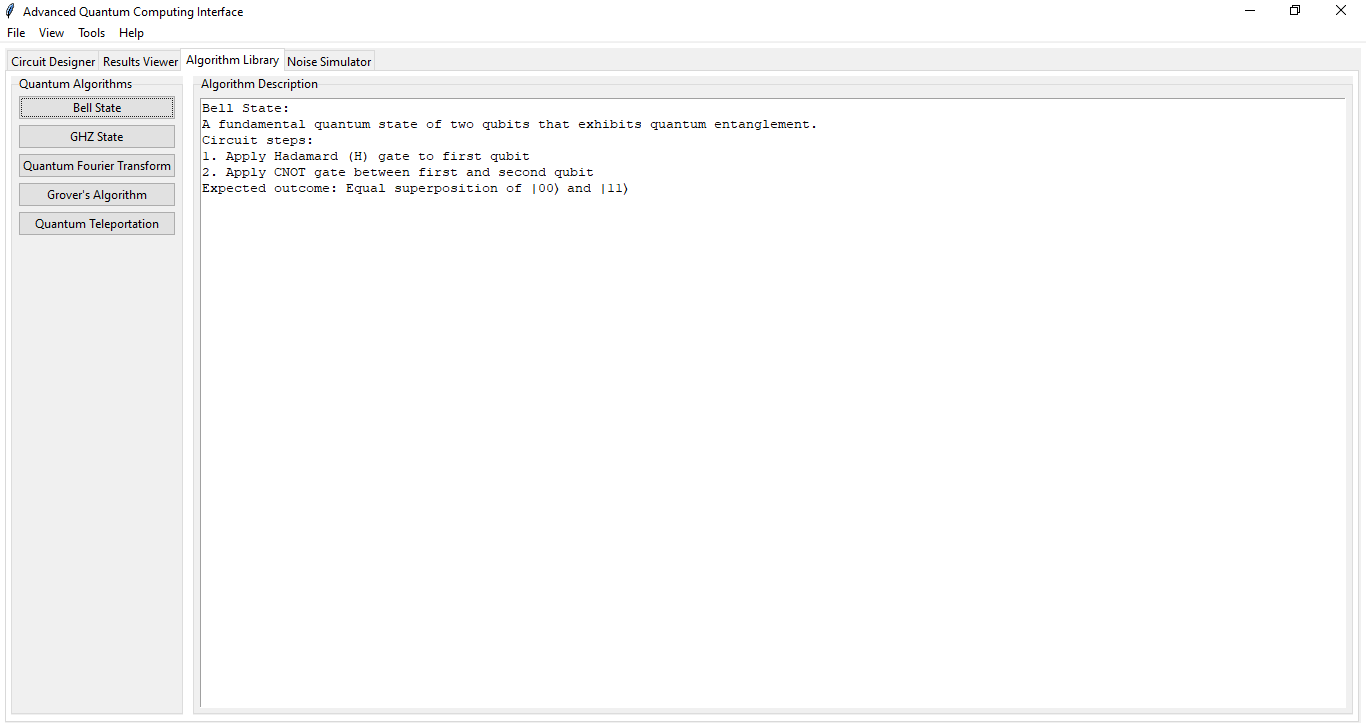 Advanced Quantum Computing Interface
File View Tools Help
Circuit Designer Results Viewer Algorithm Library Noise Simulator
Quantum Algorithms
Bell State
GHZ State
Quantum Fourier Transform
Grover's Algorithm
Quantum Teleportation
Algorithm Description
Bell State:
A fundamental quantum state of two qubits that exhibits quantum entanglement.
Circuit steps:
1. Apply Hadamard (H) gate to first qubit
2. Apply CNOT gate between first and second qubit
Expected outcome: Equal superposition of |00⟩ and |11⟩